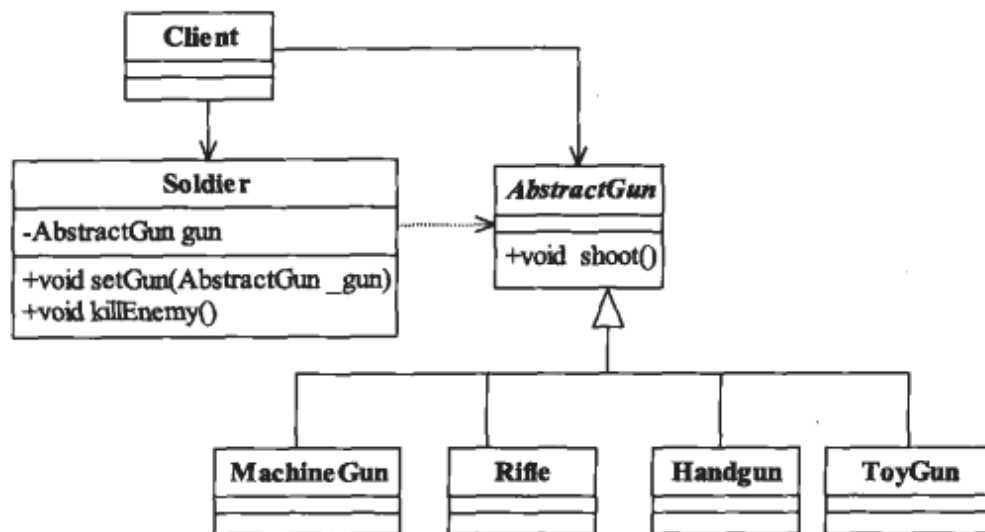 Client
Soldier
-AbstractGun gun
+void setGun(AbstractGun _gun)
+void killEnemy()
AbstractGun
+void shoot()
MachineGun
Rifle
Handgun
ToyGun